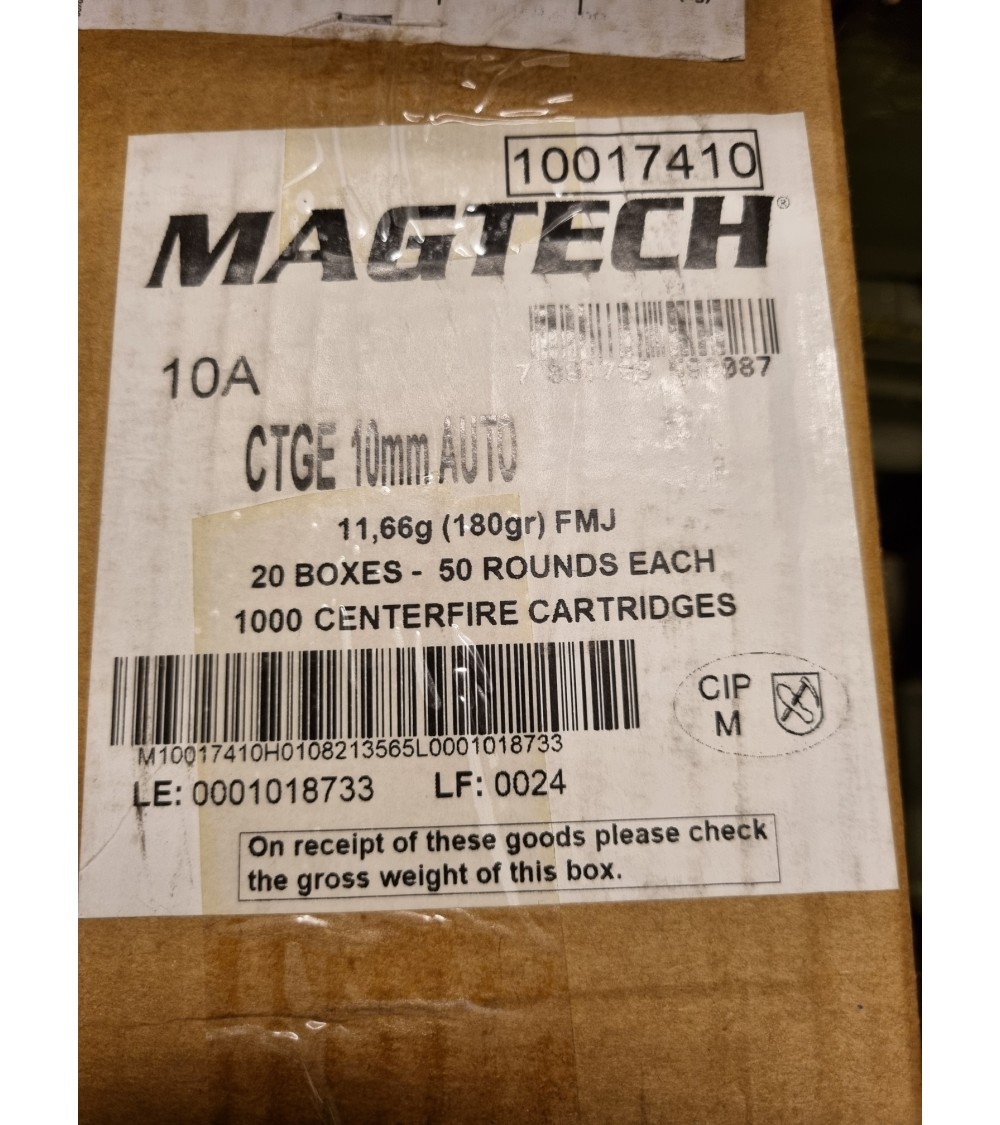 10017410
MAGTECH®
10A
CTGE 10mm AUTO
11,66g (180gr) FMJ
20 BOXES - 50 ROUNDS EACH
1000 CENTERFIRE CARTRIDGES
M10017410H0108213565L0001018733
CIP
M
LE: 0001018733 LF: 0024
On receipt of these goods please check
the gross weight of this box.